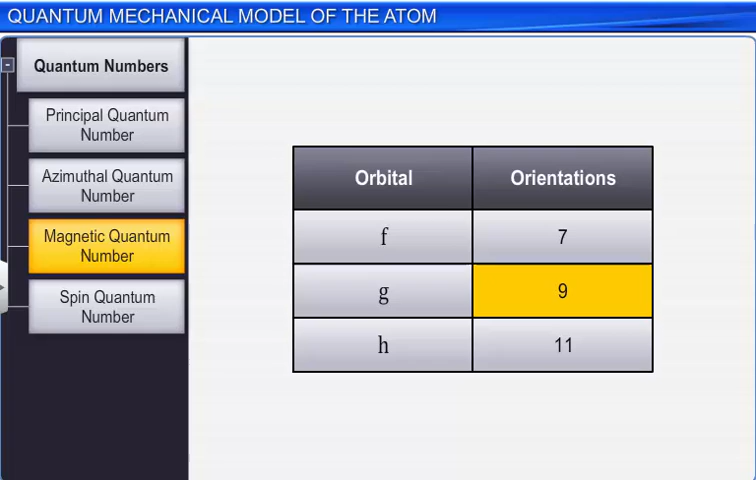 QUANTUM MECHANICAL MODEL OF THE ATOM
Quantum Numbers
Principal Quantum
Number
Azimuthal Quantum
Number
Magnetic Quantum
Number
Spin Quantum
Number
Orbital Orientations
f 7
g 9
h 11